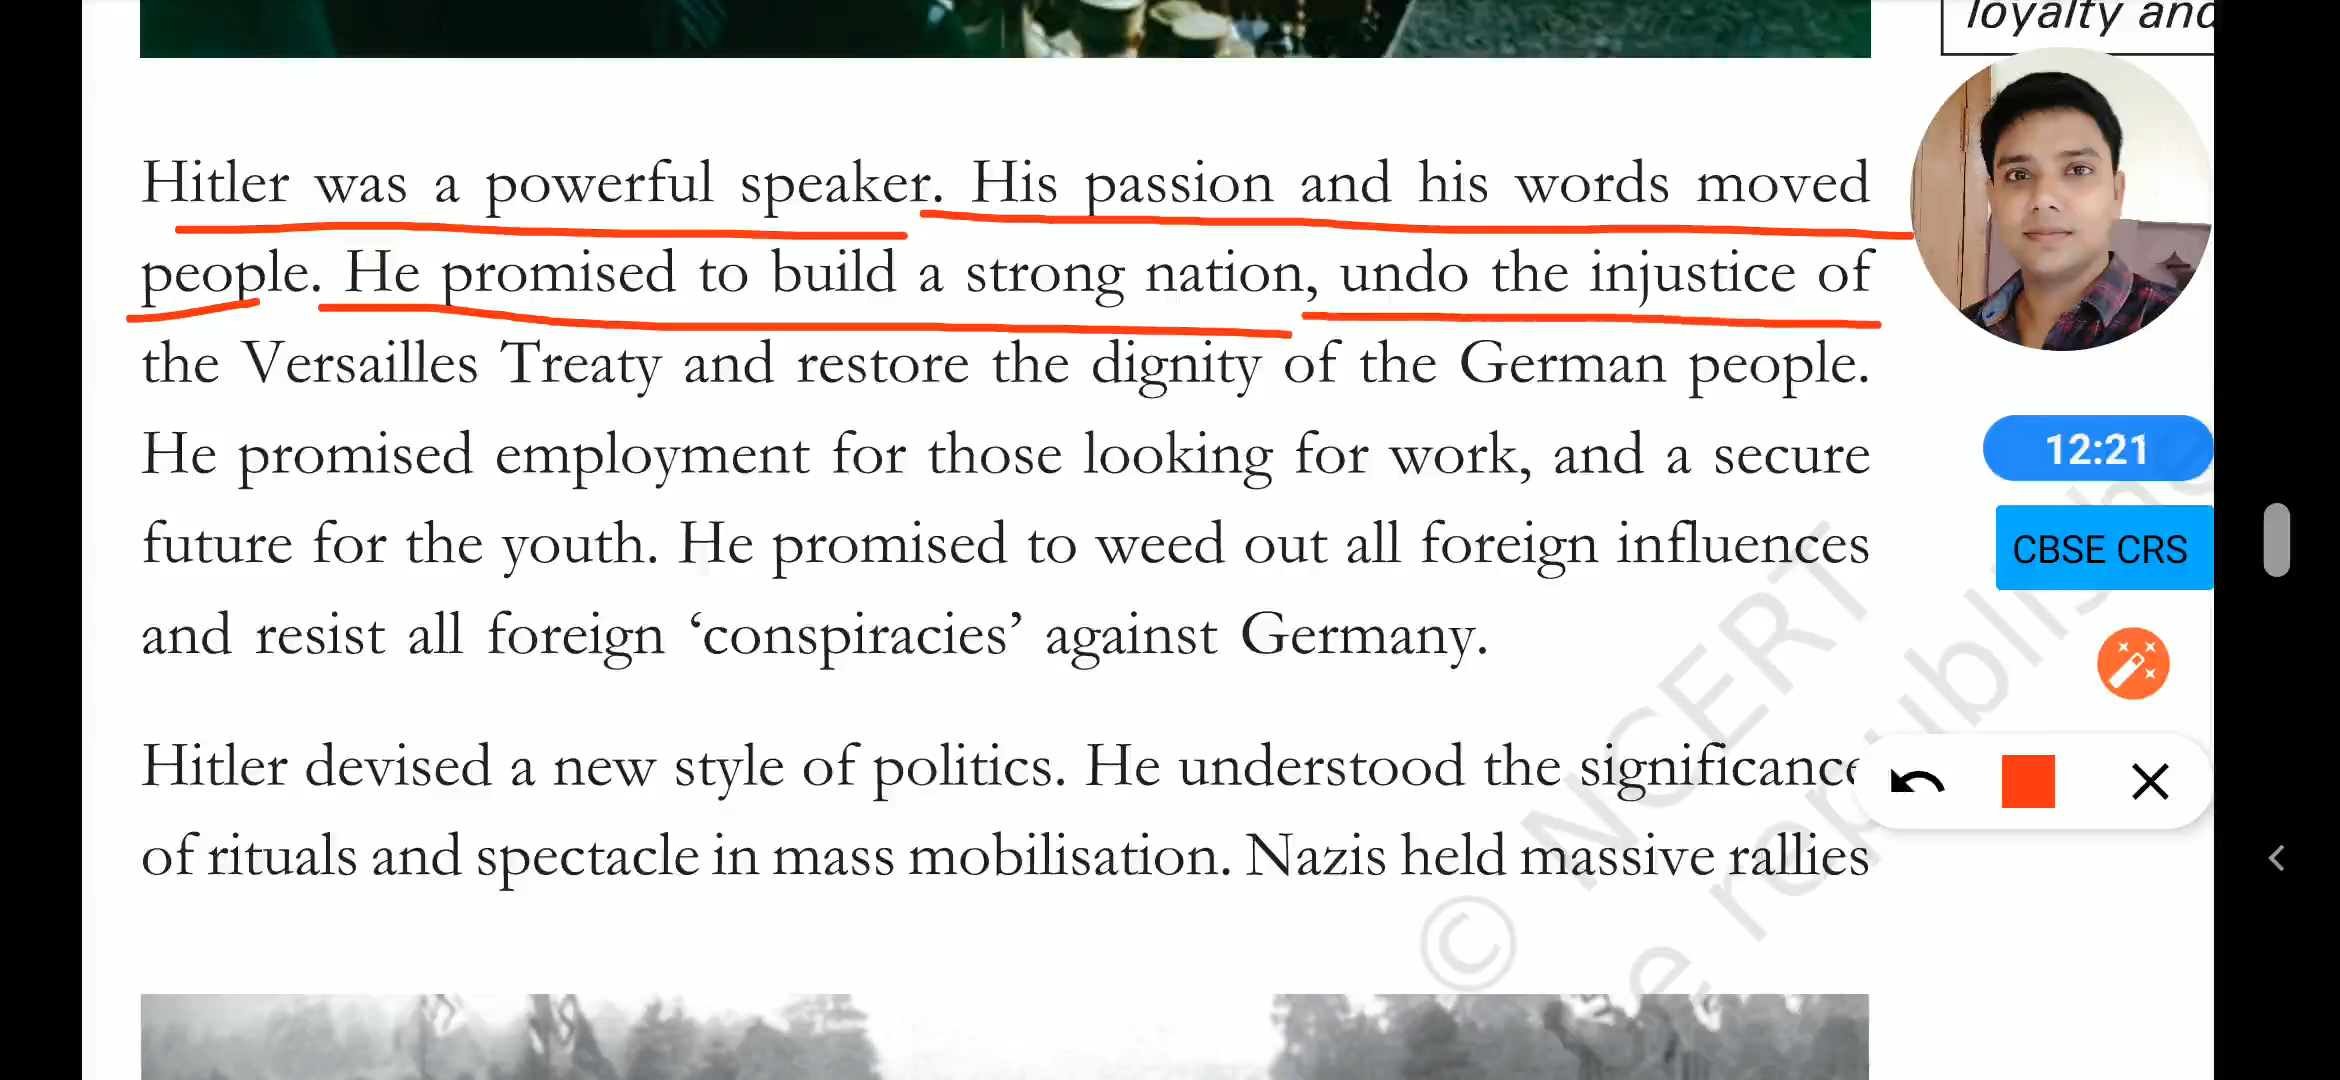 loyalty and
Hitler was a powerful speaker. His passion and his words moved
people. He promised to build a strong nation, undo the injustice of
the Versailles Treaty and restore the dignity of the German people.
He promised employment for those looking for work, and a secure
future for the youth. He promised to weed out all foreign influences
and resist all foreign ‘conspiracies’ against Germany.
12:21
CBSE CRS
Hitler devised a new style of politics. He understood the significance
of rituals and spectacle in mass mobilisation. Nazis held massive rallies
© NCERT